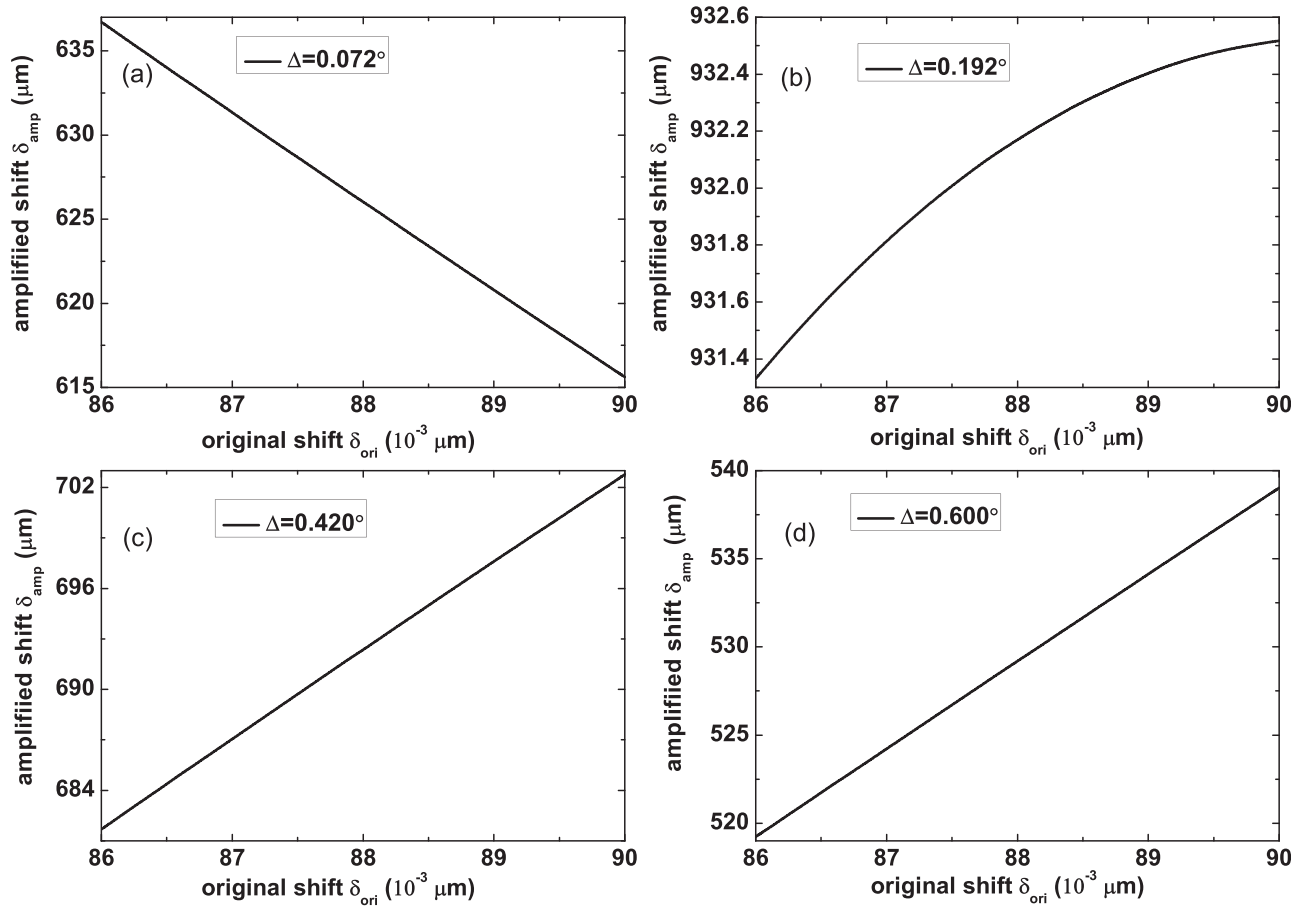 635
630
625
620
615
(a)
Δ=0.072°
amplifiied shift δamp (μm)
86 87 88 89 90
original shift δori (10-3 μm)
932.6
932.4
932.2
932.0
931.8
931.6
931.4
(b)
Δ=0.192°
amplifiied shift δamp (μm)
86 87 88 89 90
original shift δori (10-3 μm)
702
696
690
684
(c)
Δ=0.420°
amplifiied shift δamp (μm)
86 87 88 89 90
original shift δori (10-3 μm)
540
535
530
525
520
(d)
Δ=0.600°
amplifiied shift δamp (μm)
86 87 88 89 90
original shift δori (10-3 μm)